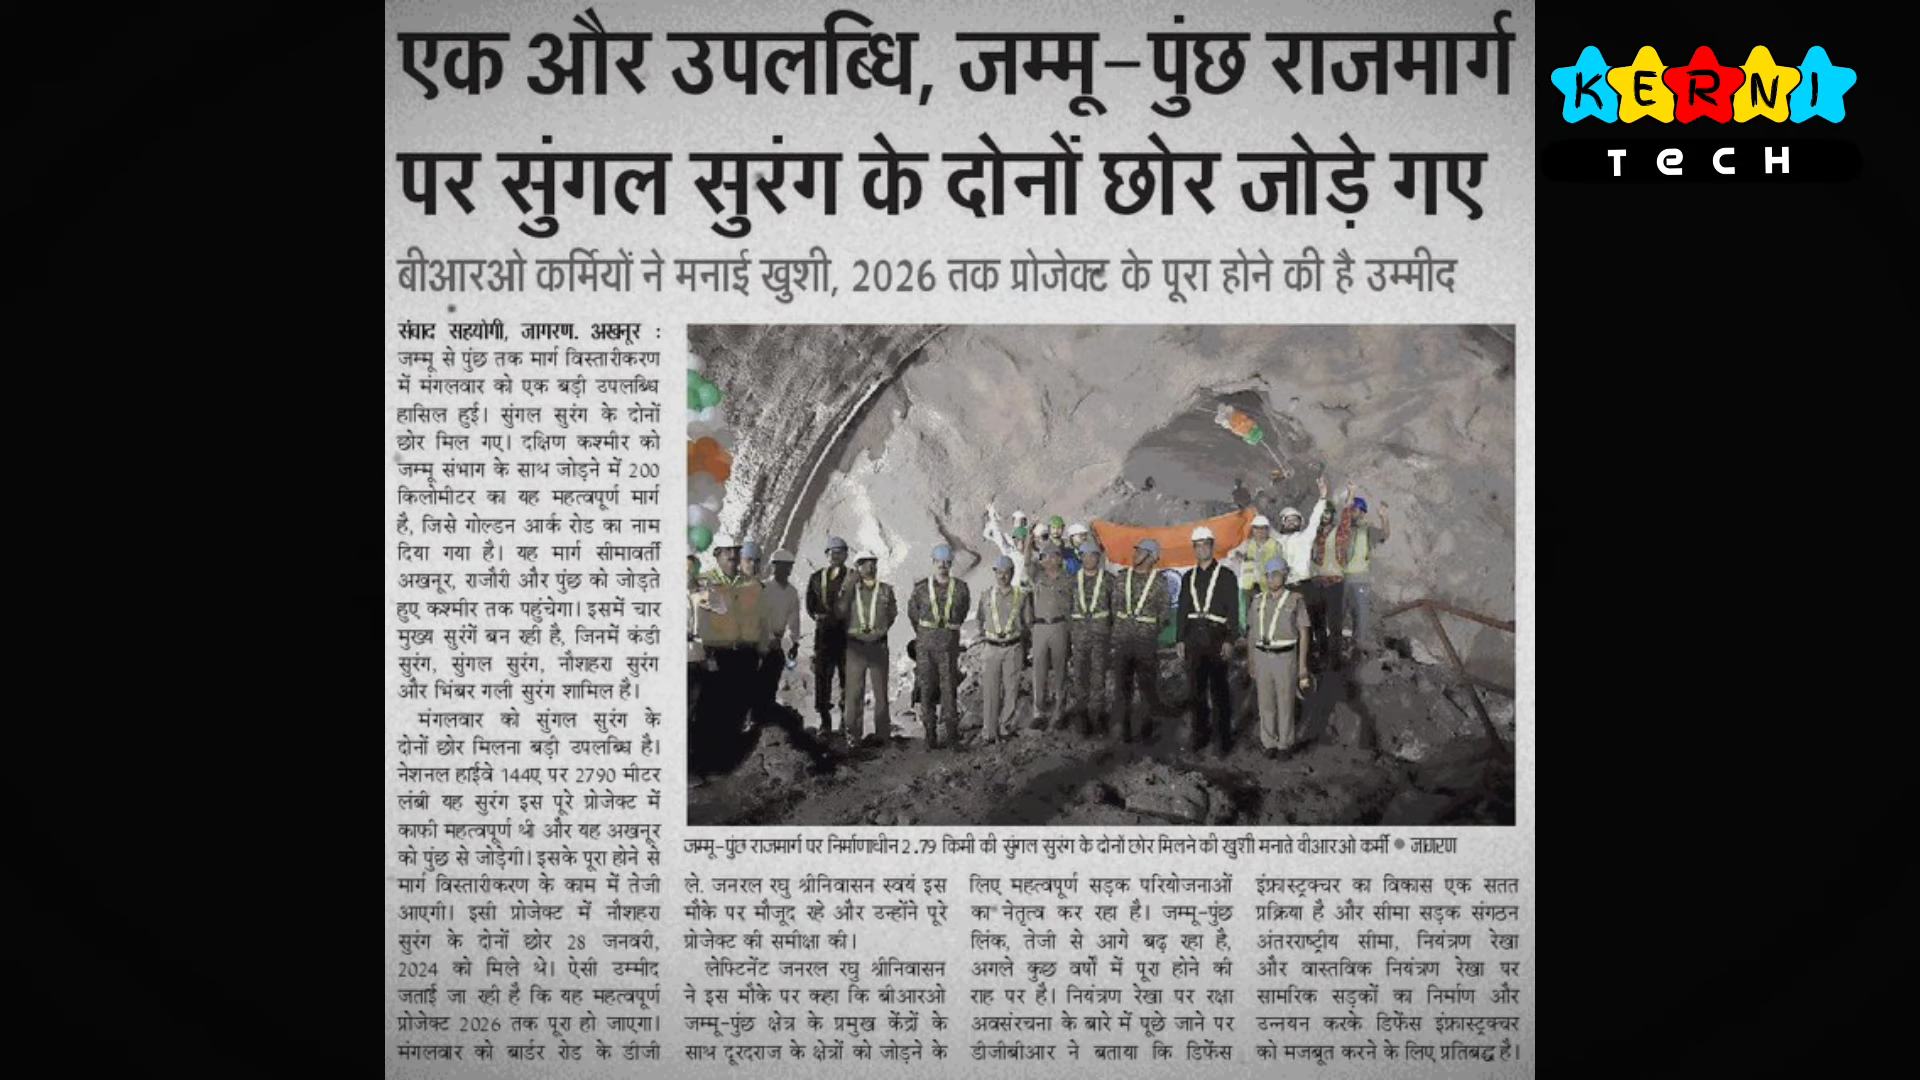 एक और उपलब्धि, जम्मू-पुंछ राजमार्ग
पर सुंगल सुरंग के दोनों छोर जोड़े गए
बीआरओ कर्मियों ने मनाई खुशी, 2026 तक प्रोजेक्ट के पूरा होने की है उम्मीद
संवाद सहयोगी, जागरण. अखनूर :
जम्मू से पुंछ तक मार्ग विस्तारीकरण
में मंगलवार को एक बड़ी उपलब्धि
हासिल हुई। सुंगल सुरंग के दोनों
छोर मिल गए। दक्षिण कश्मीर को
जम्मू संभाग के साथ जोड़ने में 200
किलोमीटर का यह महत्वपूर्ण मार्ग
है, जिसे गोल्डन आर्क रोड का नाम
दिया गया है। यह मार्ग सीमावर्ती
अखनूर, राजौरी और पुंछ को जोड़ते
हुए कश्मीर तक पहुंचेगा। इसमें चार
मुख्य सुरंगें बन रही है, जिनमें कंडी
सुरंग, सुंगल सुरंग, नौशहरा सुरंग
और भिंबर गली सुरंग शामिल है।
मंगलवार को सुंगल सुरंग के
दोनों छोर मिलना बड़ी उपलब्धि है।
नेशनल हाईवे 144ए पर 2790 मीटर
लंबी यह सुरंग इस पूरे प्रोजेक्ट में
काफी महत्वपूर्ण थी और यह अखनूर
को पुंछ से जोड़ेगी। इसके पूरा होने से
मार्ग विस्तारीकरण के काम में तेजी
आएगी। इसी प्रोजेक्ट में नौशहरा
सुरंग के दोनों छोर 28 जनवरी,
2024 को मिले थे। ऐसी उम्मीद
जताई जा रही है कि यह महत्वपूर्ण
प्रोजेक्ट 2026 तक पूरा हो जाएगा।
मंगलवार को बार्डर रोड के डीजी
जम्मू-पुंछ राजमार्ग पर निर्माणाधीन 2.79 किमी की सुंगल सुरंग के दोनों छोर मिलने की खुशी मनाते बीआरओ कर्मी ● जागरण
ले. जनरल रघु श्रीनिवासन स्वयं इस
मौके पर मौजूद रहे और उन्होंने पूरे
प्रोजेक्ट की समीक्षा की।
लेफ्टिनेंट जनरल रघु श्रीनिवासन
ने इस मौके पर कहा कि बीआरओ
जम्मू-पुंछ क्षेत्र के प्रमुख केंद्रों के
साथ दूरदराज के क्षेत्रों को जोड़ने के
लिए महत्वपूर्ण सड़क परियोजनाओं
का नेतृत्व कर रहा है। जम्मू-पुंछ
लिंक, तेजी से आगे बढ़ रहा है,
अगले कुछ वर्षों में पूरा होने की
राह पर है। नियंत्रण रेखा पर रक्षा
अवसंरचना के बारे में पूछे जाने पर
डीजीबीआर ने बताया कि डिफेंस
इंफ्रास्ट्रक्चर का विकास एक सतत
प्रक्रिया है और सीमा सड़क संगठन
अंतरराष्ट्रीय सीमा, नियंत्रण रेखा
और वास्तविक नियंत्रण रेखा पर
सामरिक सड़कों का निर्माण और
उन्नयन करके डिफेंस इंफ्रास्ट्रक्चर
को मजबूत करने के लिए प्रतिबद्ध है।
KERNI
TeCH